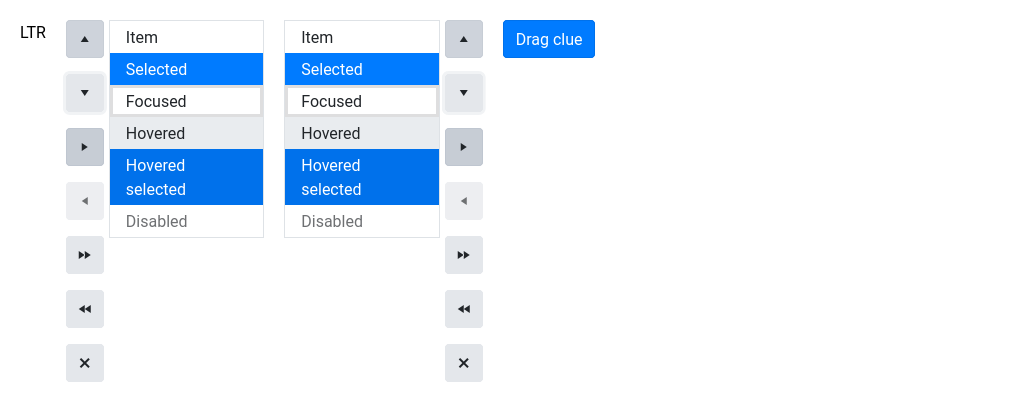 LTR
Item
Selected
Focused
Hovered
Hovered
selected
Disabled
Item
Selected
Focused
Hovered
Hovered
selected
Disabled
Drag clue